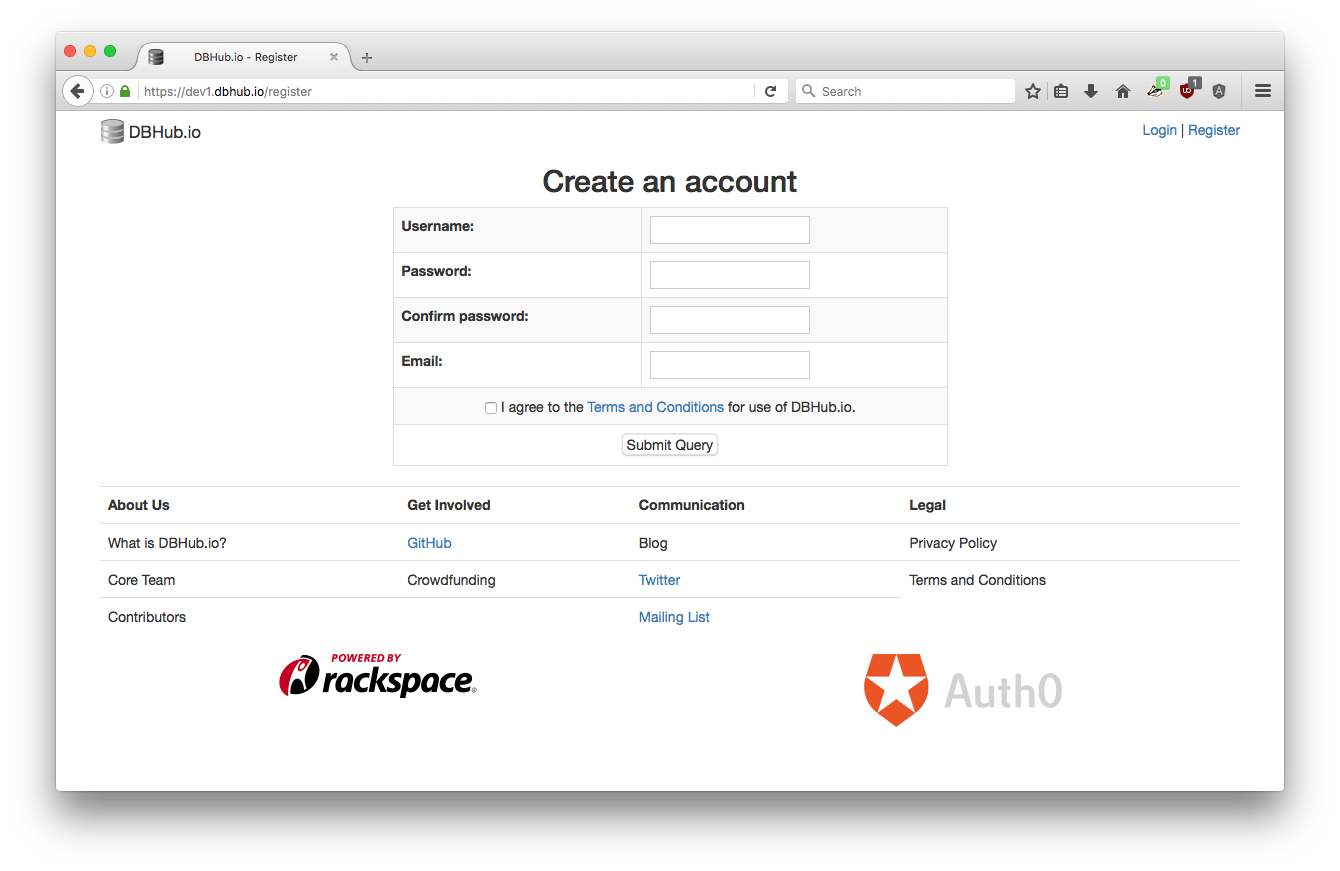 DBHub.io - Register
https://dev1.dbhub.io/register
Search
0
1
DBHub.io
Login | Register
Create an account
Username:
Password:
Confirm password:
Email:
I agree to the Terms and Conditions for use of DBHub.io.
Submit Query
About Us Get Involved Communication Legal
What is DBHub.io? GitHub Blog Privacy Policy
Core Team Crowdfunding Twitter Terms and Conditions
Contributors Mailing List
POWERED BY
rackspace®
Auth0